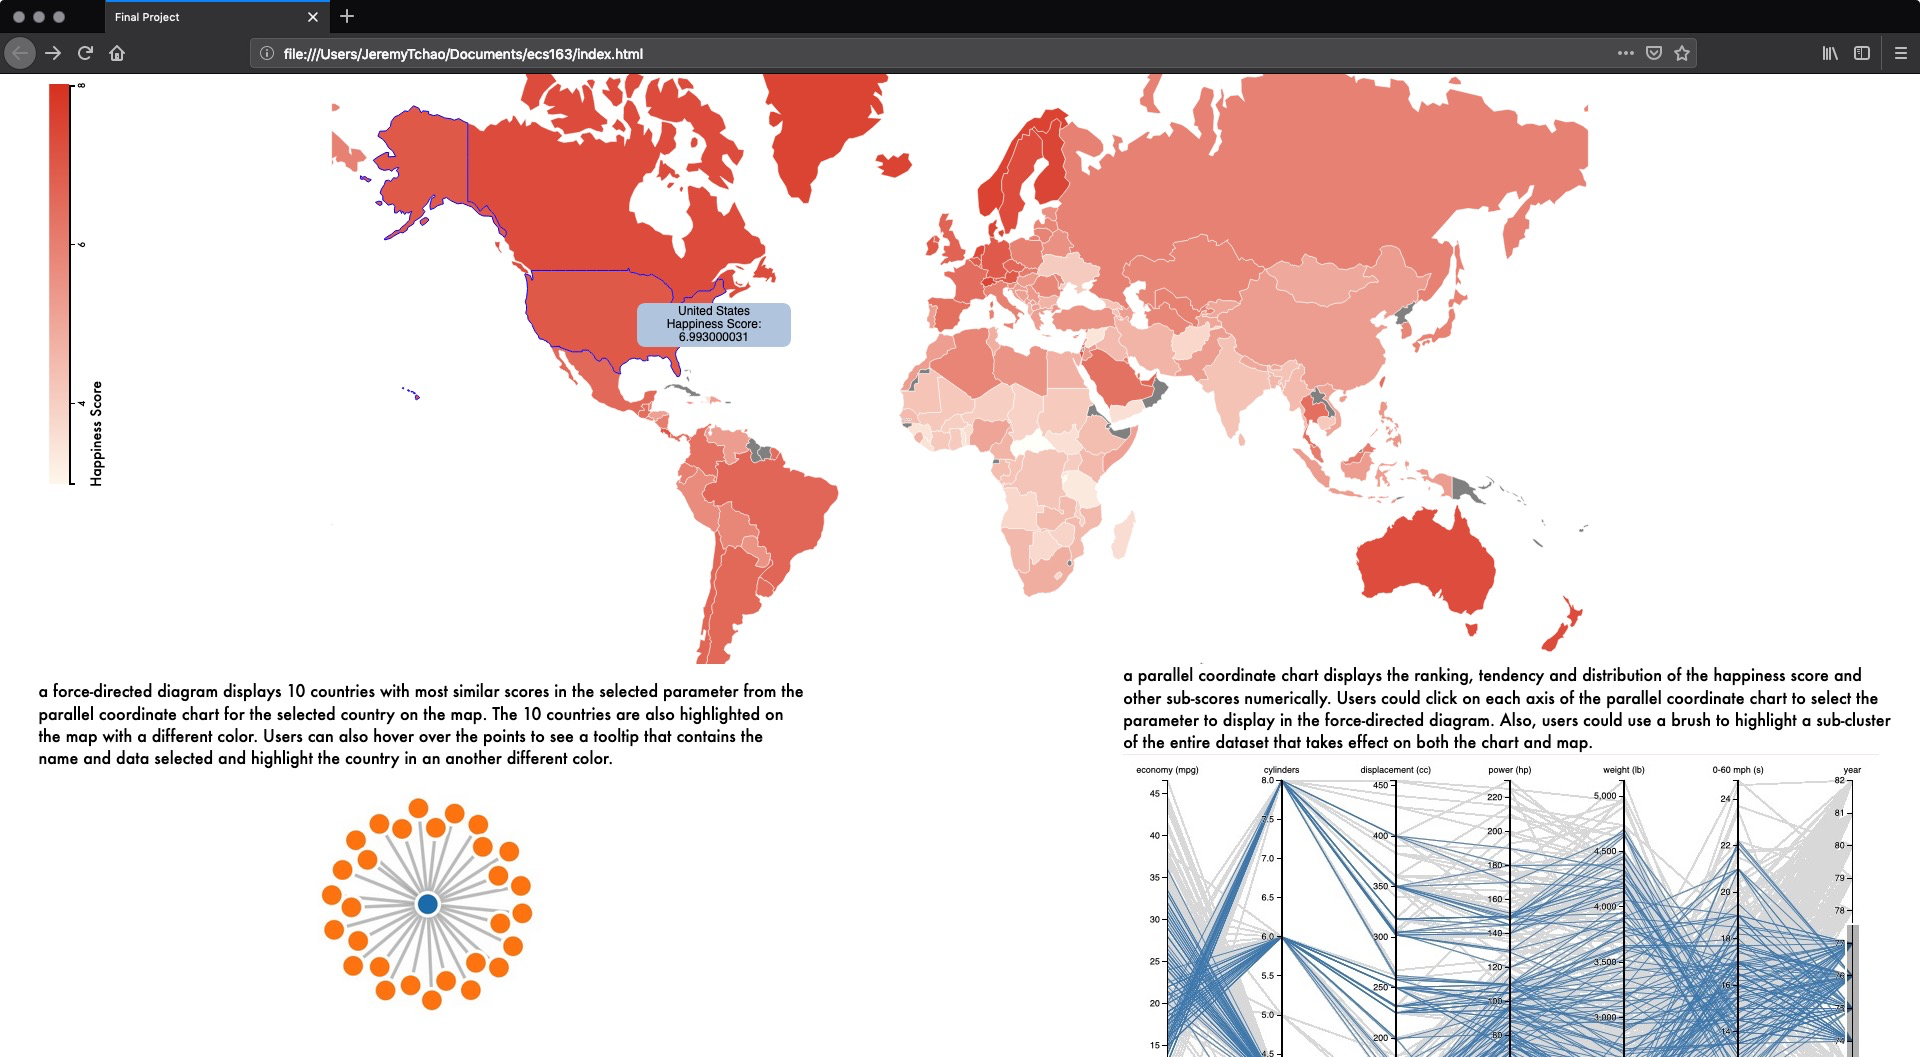 Final Project
file:///Users/JeremyTchao/Documents/ecs163/index.html
8
6
4
Happiness Score
United States
Happiness Score:
6.993000031
a force-directed diagram displays 10 countries with most similar scores in the selected parameter from the
parallel coordinate chart for the selected country on the map. The 10 countries are also highlighted on
the map with a different color. Users can also hover over the points to see a tooltip that contains the
name and data selected and highlight the country in an another different color.
a parallel coordinate chart displays the ranking, tendency and distribution of the happiness score and
other sub-scores numerically. Users could click on each axis of the parallel coordinate chart to select the
parameter to display in the force-directed diagram. Also, users could use a brush to highlight a sub-cluster
of the entire dataset that takes effect on both the chart and map.
economy (mpg)
45
40
35
30
25
20
15
cylinders
8.0
7.5
7.0
6.5
6.0
5.5
5.0
4.5
displacement (cc)
450
400
350
300
250
200
power (hp)
220
200
180
160
140
120
100
80
weight (lb)
5,000
4,500
4,000
3,500
3,000
0-60 mph (s)
24
22
20
18
16
14
year
82
81
80
79
78